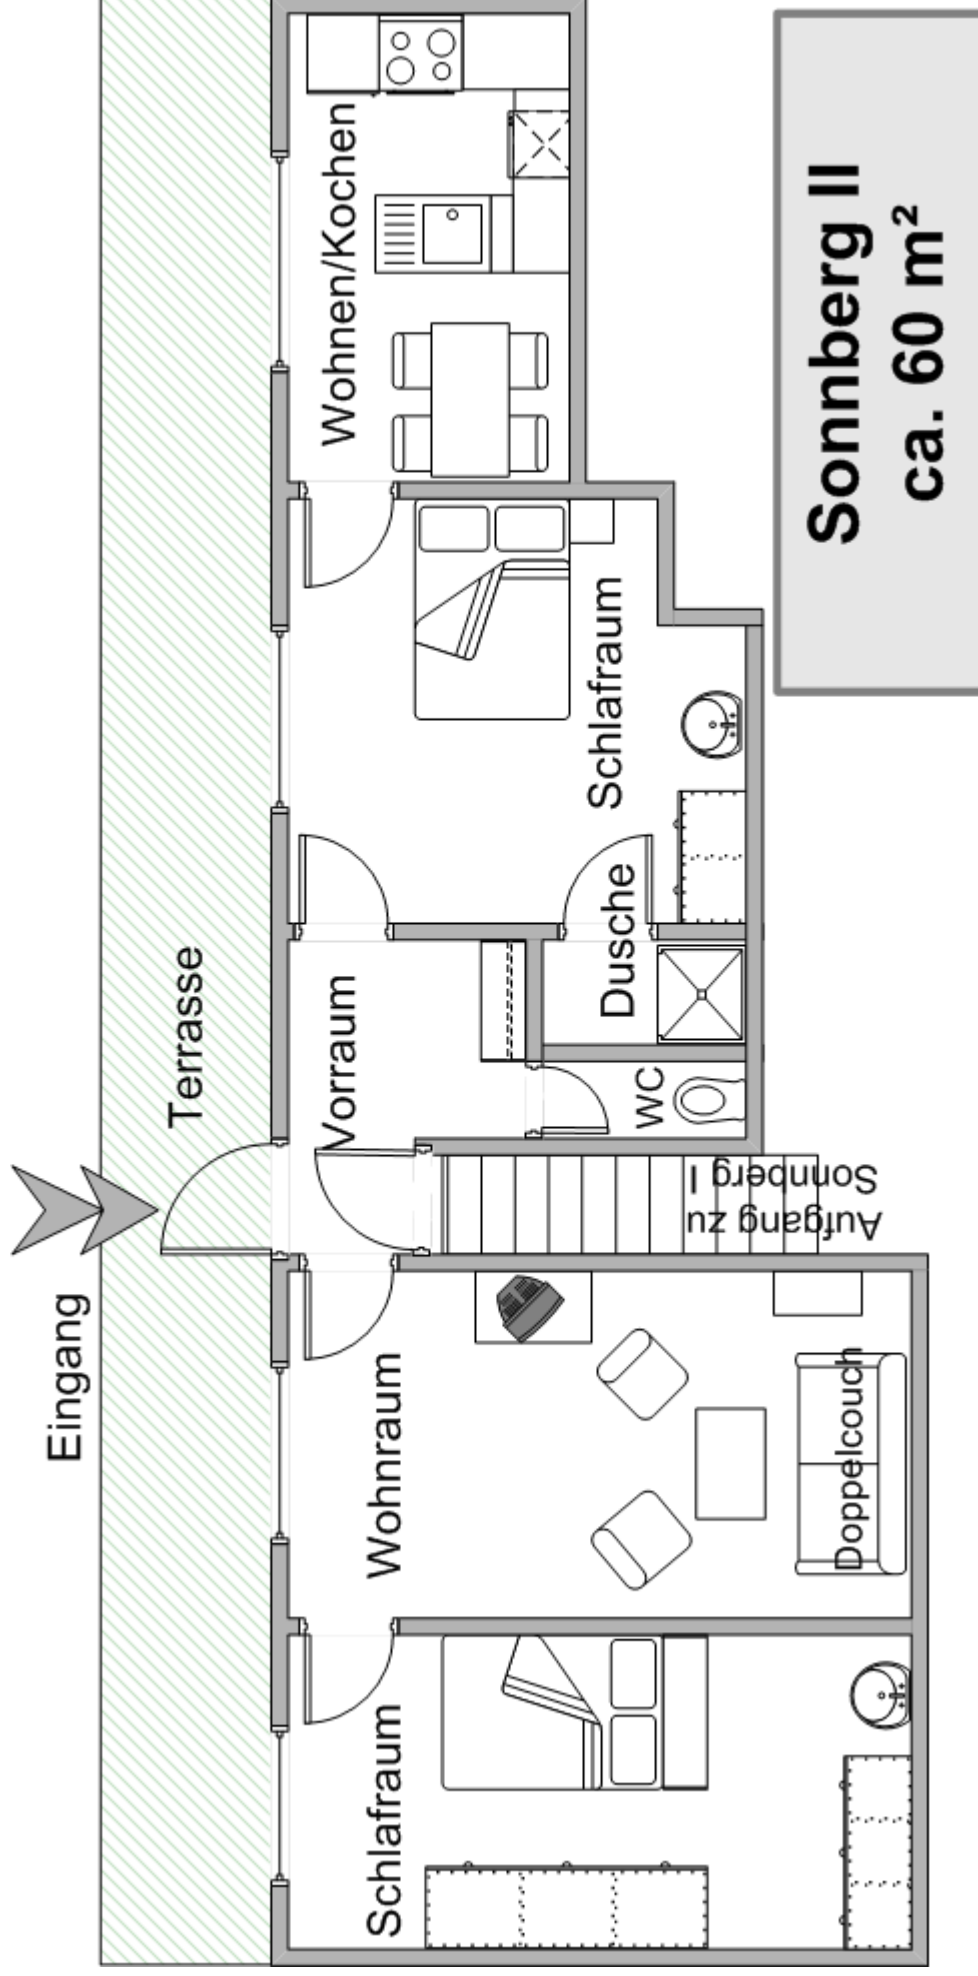 Eingang
Terrasse
Schlafraum
Wohnraum
Vorraum
Wohnen/Kochen
Doppelcouch
WC
Dusche
Schlafraum
Aufgang zu
Sonnberg I
Sonnberg II
ca. 60 m²